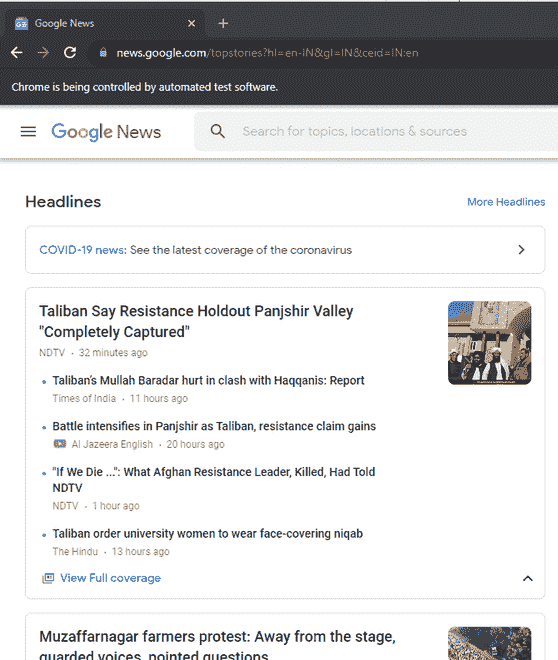 Google News
news.google.com/topstories?hl=en-IN&gl=IN&ceid=IN:en
Chrome is being controlled by automated test software.
Google News
Search for topics, locations & sources
Headlines
More Headlines
COVID-19 news: See the latest coverage of the coronavirus
Taliban Say Resistance Holdout Panjshir Valley
"Completely Captured"
NDTV • 32 minutes ago
Taliban's Mullah Baradar hurt in clash with Haqqanis: Report
Times of India • 11 hours ago
Battle intensifies in Panjshir as Taliban, resistance claim gains
Al Jazeera English • 20 hours ago
"If We Die ...": What Afghan Resistance Leader, Killed, Had Told
NDTV
NDTV • 1 hour ago
Taliban order university women to wear face-covering niqab
The Hindu • 13 hours ago
View Full coverage
Muzaffarnagar farmers protest: Away from the stage,
guarded voices, pointed questions